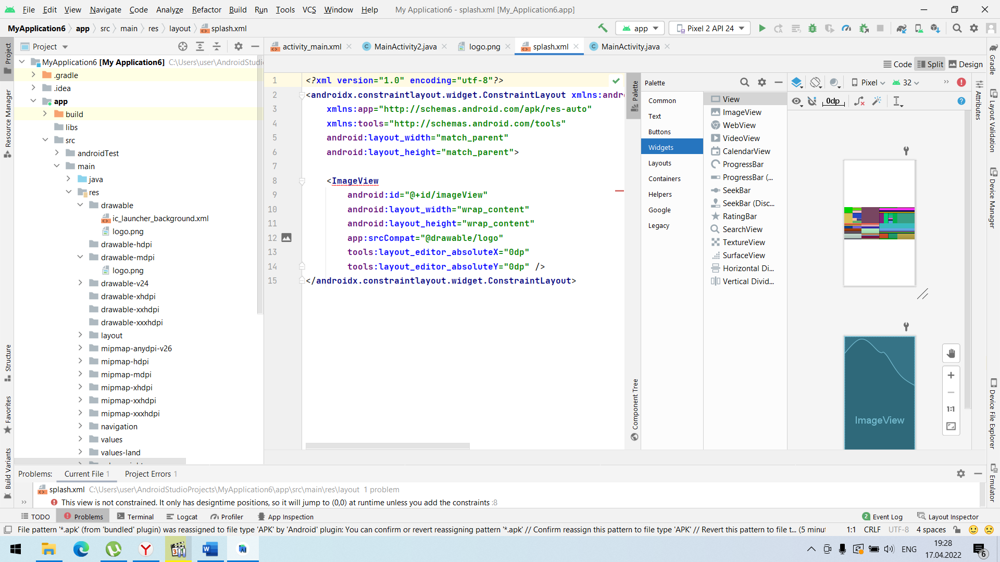 File Edit View Navigate Code Analyze Refactor Build Run Tools VCS Window Help My Application6 - splash.xml [My_Application6.app]
MyApplication6 app src main res layout splash.xml app Pixel 2 API 24
Project
activity_main.xml MainActivity2.java logo.png splash.xml MainActivity.java
Code Split Design
Project
Resource Manager
Structure
Favorites
Build Variants
MyApplication6 [My Application6] C:\Users\user\AndroidStudi
.gradle
.idea
app
build
libs
src
androidTest
main
java
res
drawable
ic_launcher_background.xml
logo.png
drawable-hdpi
drawable-mdpi
logo.png
drawable-v24
drawable-xhdpi
drawable-xxhdpi
drawable-xxxhdpi
layout
mipmap-anydpi-v26
mipmap-hdpi
mipmap-mdpi
mipmap-xhdpi
mipmap-xxhdpi
mipmap-xxxhdpi
navigation
values
values-land
1 <?xml version="1.0" encoding="utf-8"?>
2 <androidx.constraintlayout.widget.ConstraintLayout xmlns:andro
3 xmlns:app="http://schemas.android.com/apk/res-auto"
4 xmlns:tools="http://schemas.android.com/tools"
5 android:layout_width="match_parent"
6 android:layout_height="match_parent">
7
8 <ImageView
9 android:id="@+id/imageView"
10 android:layout_width="wrap_content"
11 android:layout_height="wrap_content"
12 app:srcCompat="@drawable/logo"
13 tools:layout_editor_absoluteX="0dp"
14 tools:layout_editor_absoluteY="0dp" />
15 </androidx.constraintlayout.widget.ConstraintLayout>
Palette
Component Tree
Palette
Common
Text
Buttons
Widgets
Layouts
Containers
Helpers
Google
Legacy
View
ImageView
WebView
VideoView
CalendarView
ProgressBar
ProgressBar (...
SeekBar
SeekBar (Disc...
RatingBar
SearchView
TextureView
SurfaceView
Horizontal Di...
Vertical Divid...
Pixel 32
0dp
ImageView
1:1
Attributes
Gradle
Layout Validation
Device Manager
Device File Explorer
Emulator
Problems: Current File 1 Project Errors 1
splash.xml C:\Users\user\AndroidStudioProjects\MyApplication6\app\src\main\res\layout 1 problem
This view is not constrained. It only has designtime positions, so it will jump to (0,0) at runtime unless you add the constraints :8
TODO Problems Terminal Logcat Profiler App Inspection 2 Event Log Layout Inspector
File pattern '*.apk' (from 'bundled' plugin) was reassigned to file type 'APK' by 'Android' plugin: You can confirm or revert reassigning pattern '*.apk' // Confirm reassign this pattern to file type 'APK' // Revert this pattern to file t... (5 minut 1:1 CRLF UTF-8 4 spaces
ENG 19:28
17.04.2022
6